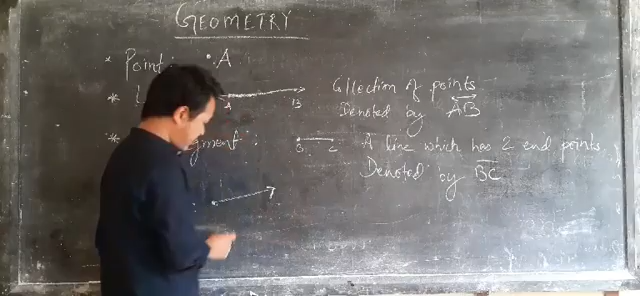 GEOMETRY
* Point: • A
* A B Collection of points
Denoted by AB
* gment: B C A line which has 2 end points.
Denoted by BC